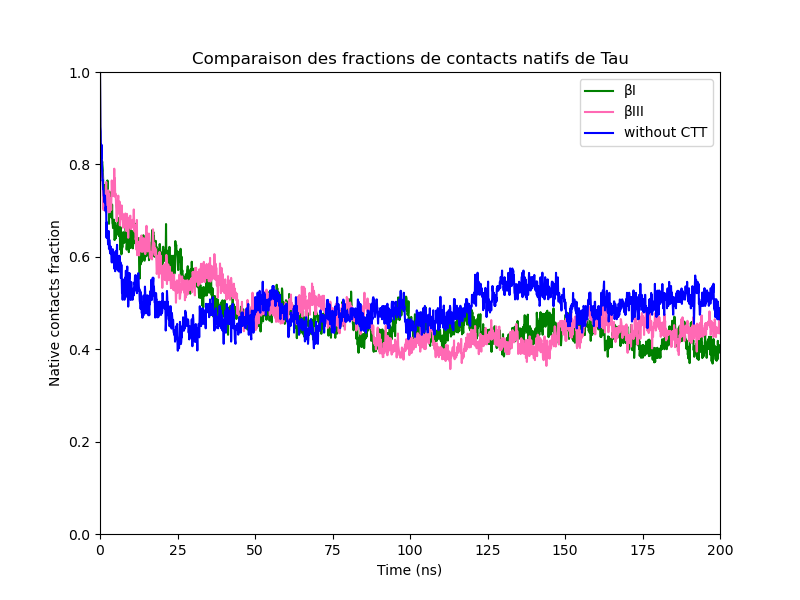 Comparaison des fractions de contacts natifs de Tau
βI
βIII
without CTT
Native contacts fraction
1.0
0.8
0.6
0.4
0.2
0.0
0 25 50 75 100 125 150 175 200
Time (ns)